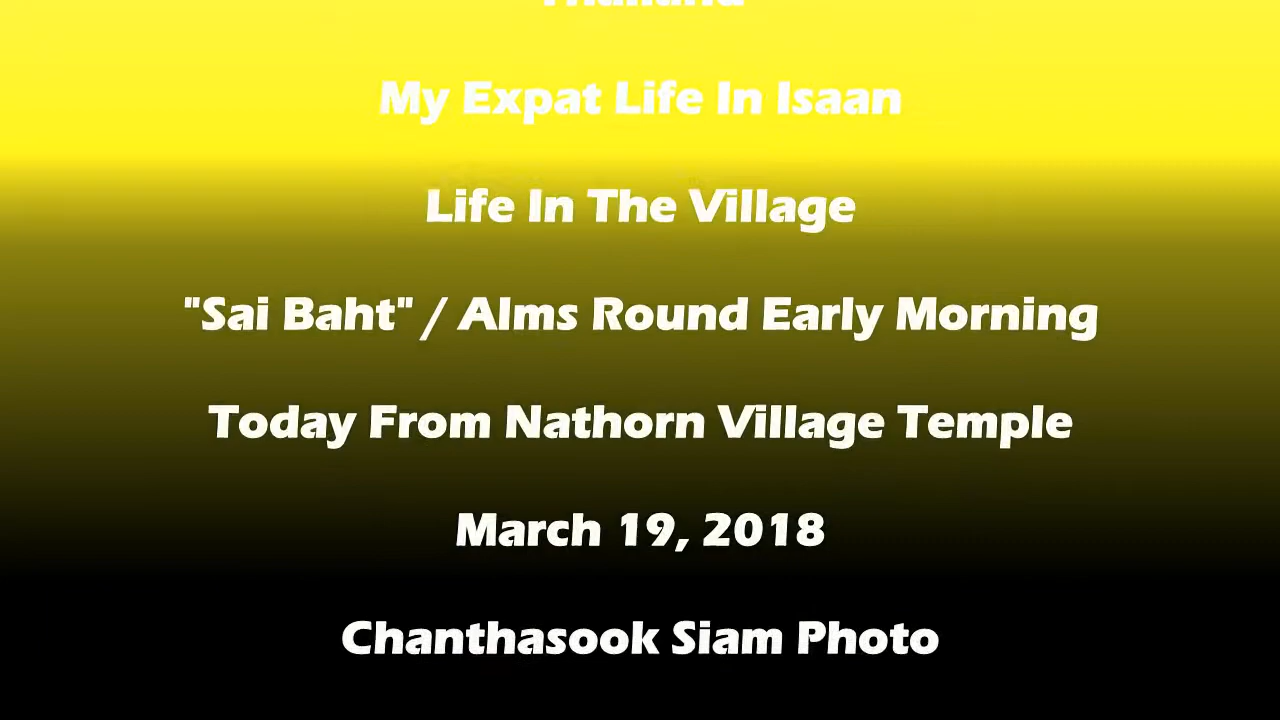 My Expat Life In Isaan
Life In The Village
"Sai Baht" / Alms Round Early Morning
Today From Nathorn Village Temple
March 19, 2018
Chanthasook Siam Photo